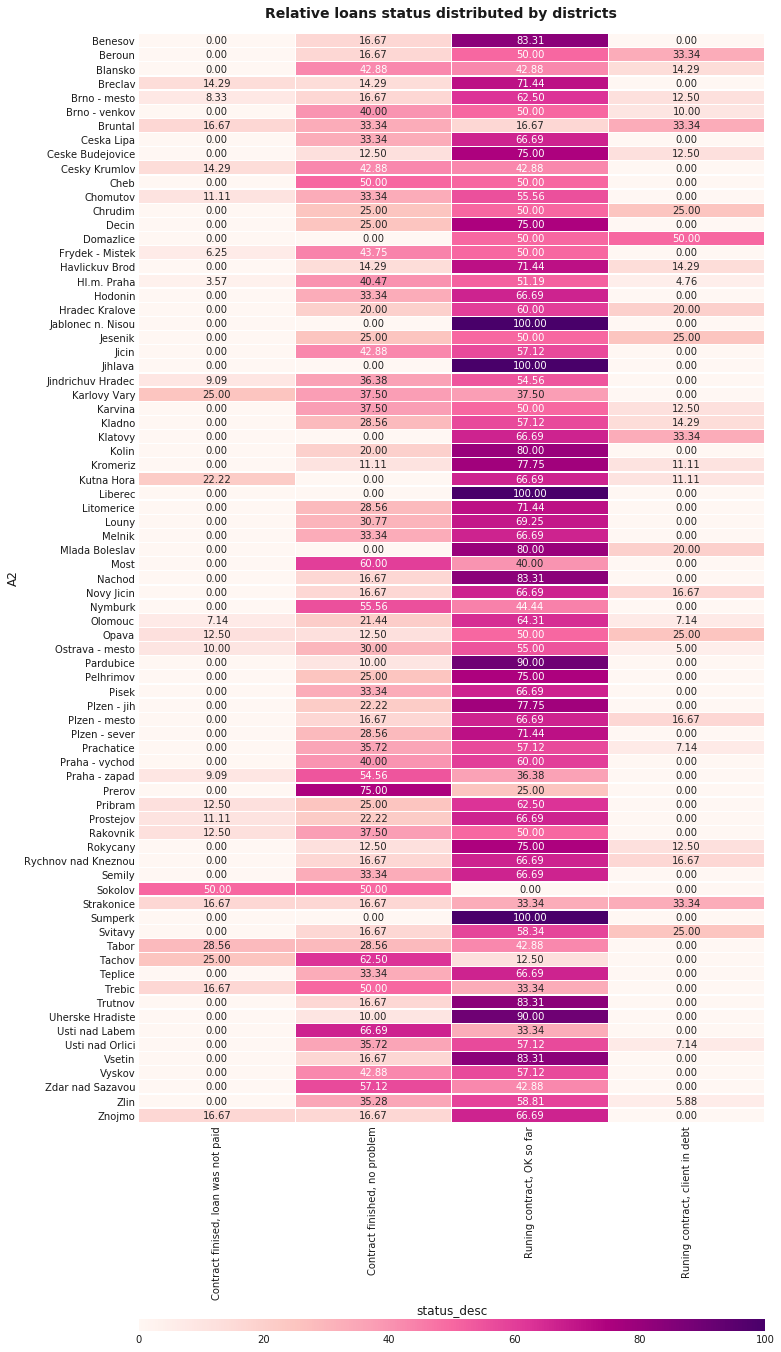 Relative loans status distributed by districts
Benesov 0.00 16.67 83.31 0.00
Beroun 0.00 16.67 50.00 33.34
Blansko 0.00 42.88 42.88 14.29
Breclav 14.29 14.29 71.44 0.00
Brno - mesto 8.33 16.67 62.50 12.50
Brno - venkov 0.00 40.00 50.00 10.00
Bruntal 16.67 33.34 16.67 33.34
Ceska Lipa 0.00 33.34 66.69 0.00
Ceske Budejovice 0.00 12.50 75.00 12.50
Cesky Krumlov 14.29 42.88 42.88 0.00
Cheb 0.00 50.00 50.00 0.00
Chomutov 11.11 33.34 55.56 0.00
Chrudim 0.00 25.00 50.00 25.00
Decin 0.00 25.00 75.00 0.00
Domazlice 0.00 0.00 50.00 50.00
Frydek - Mistek 6.25 43.75 50.00 0.00
Havlickuv Brod 0.00 14.29 71.44 14.29
Hl.m. Praha 3.57 40.47 51.19 4.76
Hodonin 0.00 33.34 66.69 0.00
Hradec Kralove 0.00 20.00 60.00 20.00
Jablonec n. Nisou 0.00 0.00 100.00 0.00
Jesenik 0.00 25.00 50.00 25.00
Jicin 0.00 42.88 57.12 0.00
Jihlava 0.00 0.00 100.00 0.00
Jindrichuv Hradec 9.09 36.38 54.56 0.00
Karlovy Vary 25.00 37.50 37.50 0.00
Karvina 0.00 37.50 50.00 12.50
Kladno 0.00 28.56 57.12 14.29
Klatovy 0.00 0.00 66.69 33.34
Kolin 0.00 20.00 80.00 0.00
Kromeriz 0.00 11.11 77.75 11.11
Kutna Hora 22.22 0.00 66.69 11.11
Liberec 0.00 0.00 100.00 0.00
Litomerice 0.00 28.56 71.44 0.00
Louny 0.00 30.77 69.25 0.00
Melnik 0.00 33.34 66.69 0.00
Mlada Boleslav 0.00 0.00 80.00 20.00
Most 0.00 60.00 40.00 0.00
Nachod 0.00 16.67 83.31 0.00
Novy Jicin 0.00 16.67 66.69 16.67
Nymburk 0.00 55.56 44.44 0.00
Olomouc 7.14 21.44 64.31 7.14
Opava 12.50 12.50 50.00 25.00
Ostrava - mesto 10.00 30.00 55.00 5.00
Pardubice 0.00 10.00 90.00 0.00
Pelhrimov 0.00 25.00 75.00 0.00
Pisek 0.00 33.34 66.69 0.00
Plzen - jih 0.00 22.22 77.75 0.00
Plzen - mesto 0.00 16.67 66.69 16.67
Plzen - sever 0.00 28.56 71.44 0.00
Prachatice 0.00 35.72 57.12 7.14
Praha - vychod 0.00 40.00 60.00 0.00
Praha - zapad 9.09 54.56 36.38 0.00
Prerov 0.00 75.00 25.00 0.00
Pribram 12.50 25.00 62.50 0.00
Prostejov 11.11 22.22 66.69 0.00
Rakovnik 12.50 37.50 50.00 0.00
Rokycany 0.00 12.50 75.00 12.50
Rychnov nad Kneznou 0.00 16.67 66.69 16.67
Semily 0.00 33.34 66.69 0.00
Sokolov 50.00 50.00 0.00 0.00
Strakonice 16.67 16.67 33.34 33.34
Sumperk 0.00 0.00 100.00 0.00
Svitavy 0.00 16.67 58.34 25.00
Tabor 28.56 28.56 42.88 0.00
Tachov 25.00 62.50 12.50 0.00
Teplice 0.00 33.34 66.69 0.00
Trebic 16.67 50.00 33.34 0.00
Trutnov 0.00 16.67 83.31 0.00
Uherske Hradiste 0.00 10.00 90.00 0.00
Usti nad Labem 0.00 66.69 33.34 0.00
Usti nad Orlici 0.00 35.72 57.12 7.14
Vsetin 0.00 16.67 83.31 0.00
Vyskov 0.00 42.88 57.12 0.00
Zdar nad Sazavou 0.00 57.12 42.88 0.00
Zlin 0.00 35.28 58.81 5.88
Znojmo 16.67 16.67 66.69 0.00
A2
Contract finised, loan was not paid
Contract finished, no problem
Runing contract, OK so far
Runing contract, client in debt
status_desc
0 20 40 60 80 100